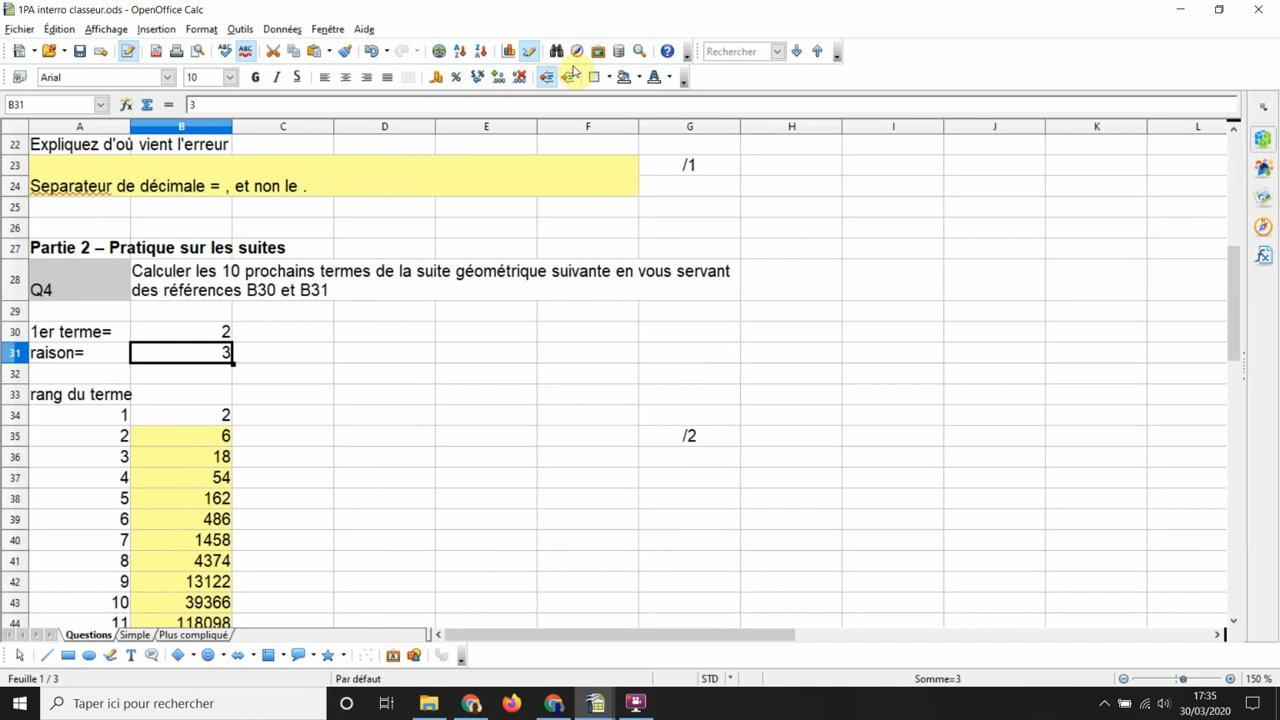 1PA interro classeur.ods - OpenOffice Calc
Fichier Édition Affichage Insertion Format Outils Données Fenêtre Aide
Rechercher
Arial 10 G I S
B31 3
A B C D E F G H I J K L
22 Expliquez d'où vient l'erreur
23 /1
24 Separateur de décimale = , et non le .
25
26
27 Partie 2 – Pratique sur les suites
Calculer les 10 prochains termes de la suite géométrique suivante en vous servant
28 Q4 des références B30 et B31
29
30 1er terme= 2
31 raison= 3
32
33 rang du terme
34 1 2
35 2 6 /2
36 3 18
37 4 54
38 5 162
39 6 486
40 7 1458
41 8 4374
42 9 13122
43 10 39366
44 11 118098
Questions Simple Plus compliqué
Feuille 1 / 3 Par défaut STD * Somme=3 150 %
Taper ici pour rechercher
17:35
30/03/2020